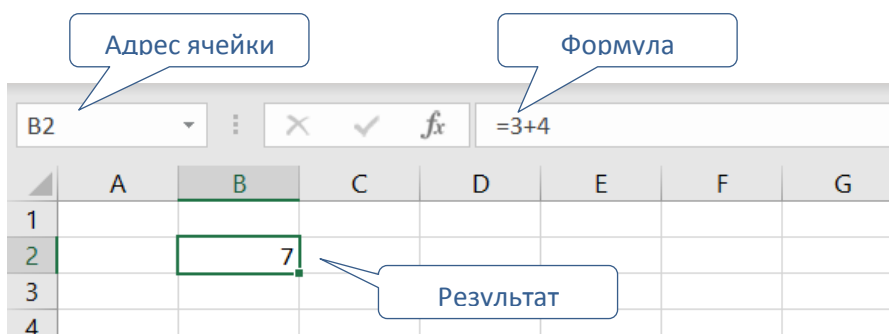 Адрес ячейки Формула
B2 fx =3+4
A B C D E F G
1
2 7
3 Результат
4